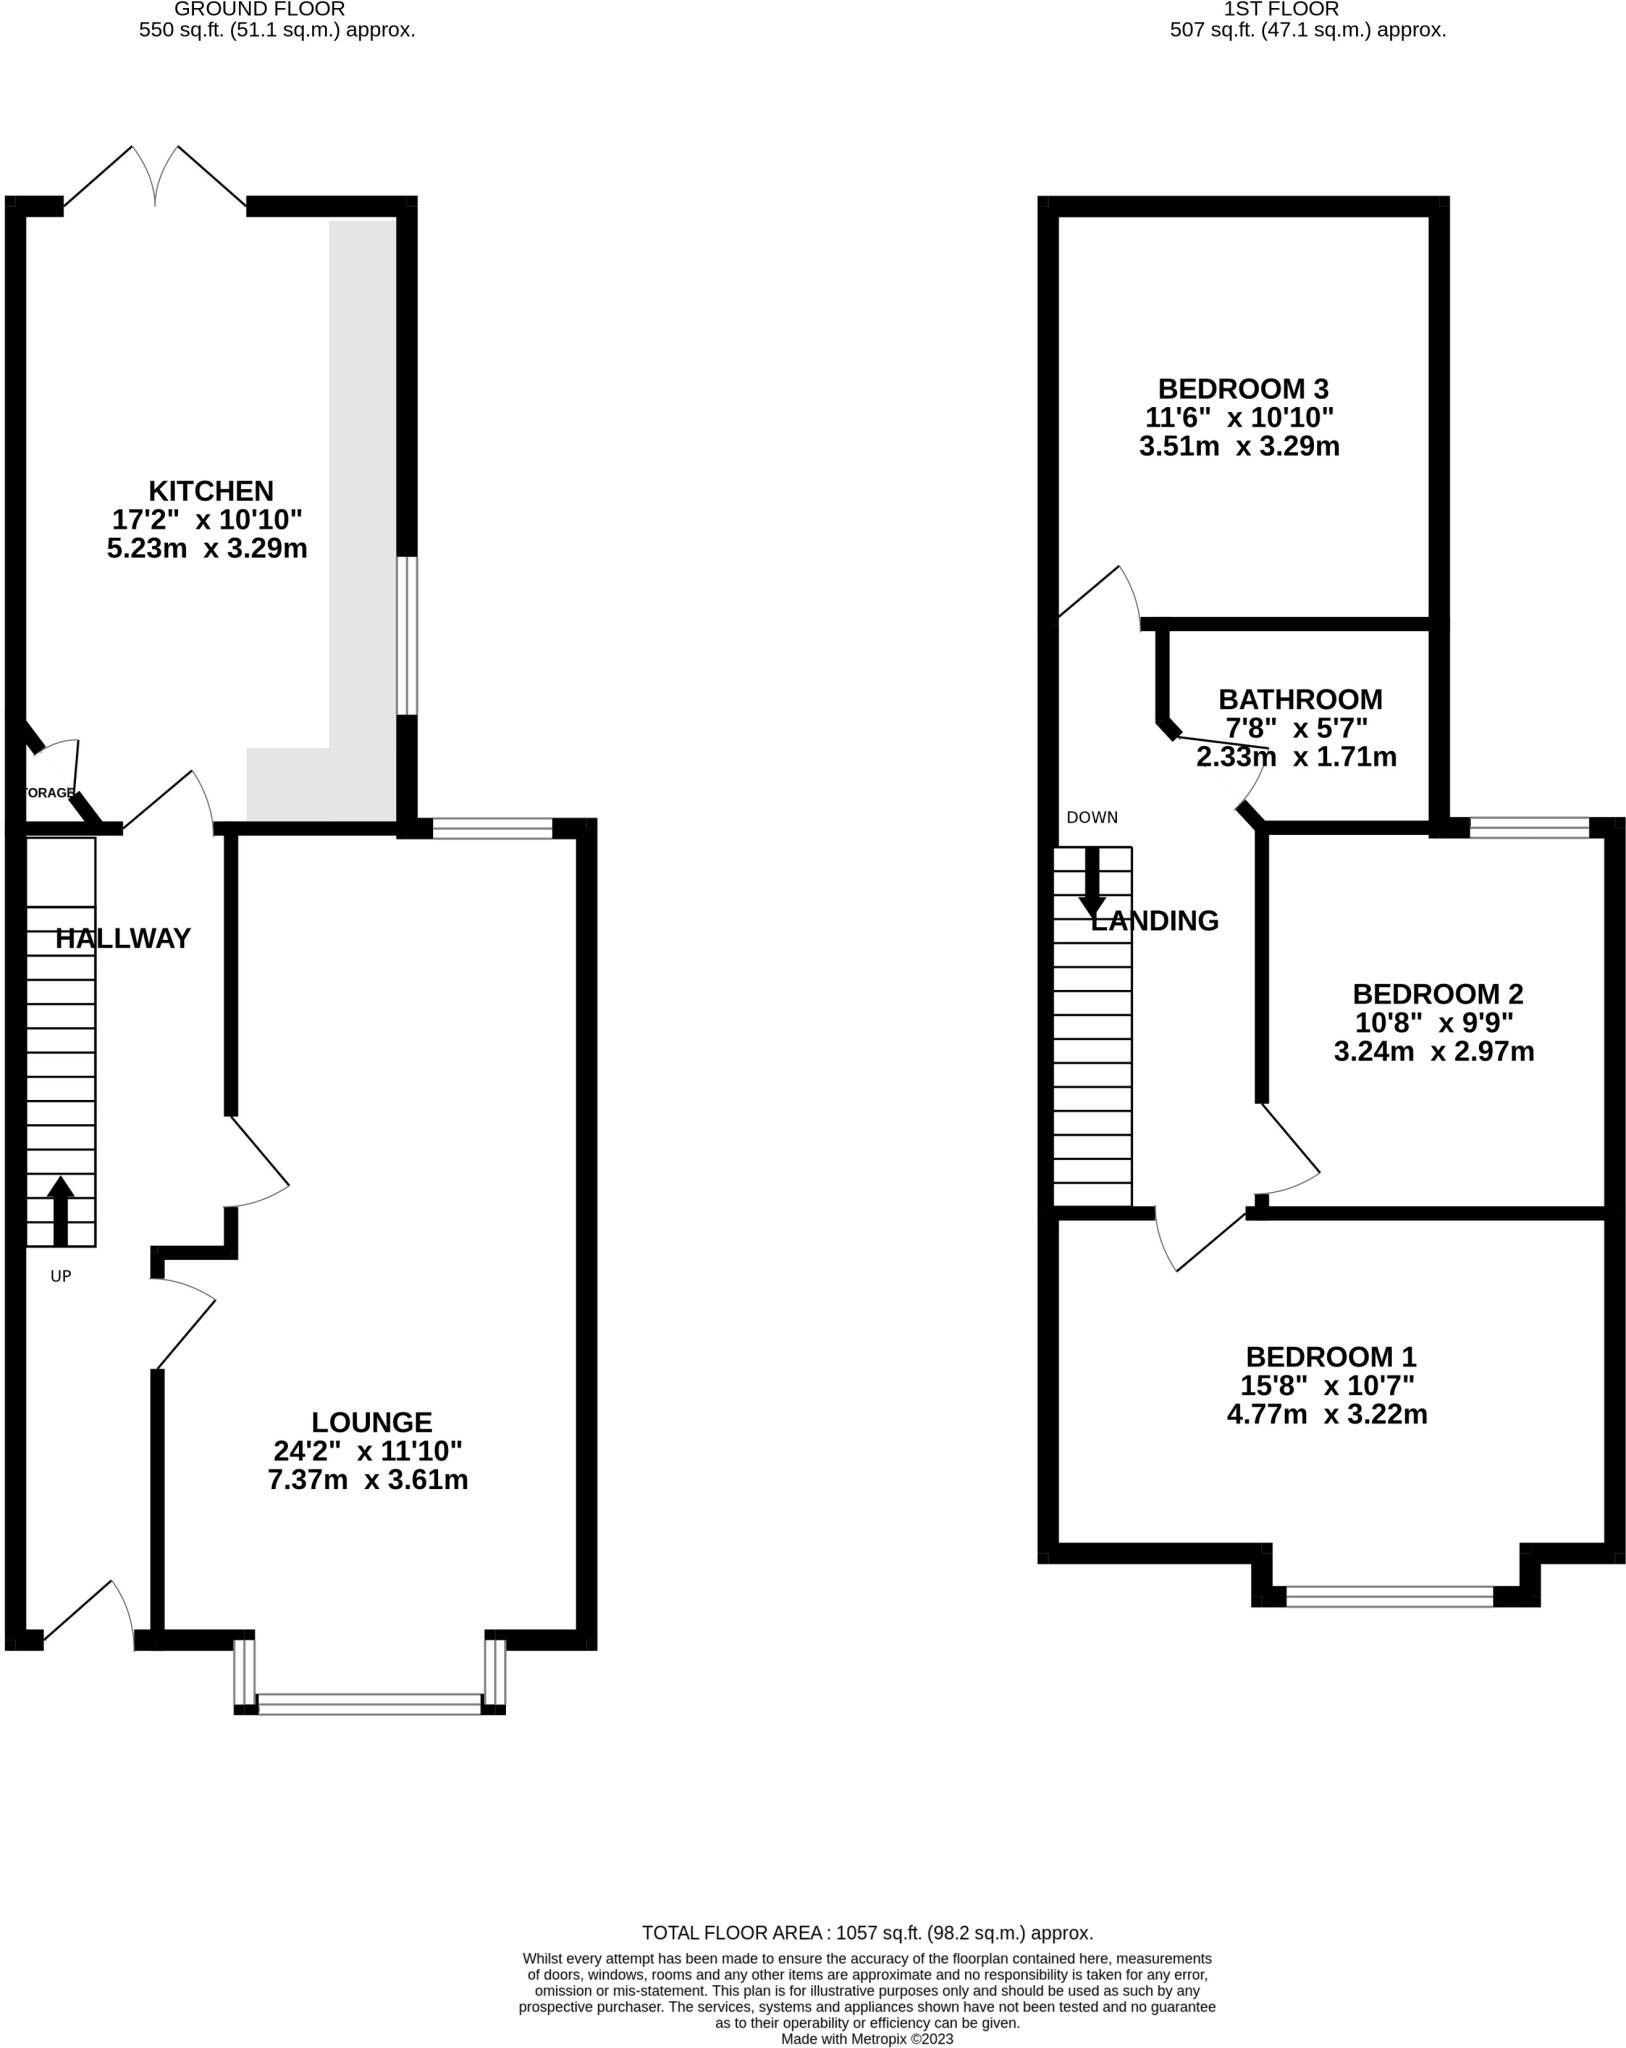 GROUND FLOOR
550 sq.ft. (51.1 sq.m.) approx.
KITCHEN
17'2" x 10'10"
5.23m x 3.29m
TORAGE
HALLWAY
UP
LOUNGE
24'2" x 11'10"
7.37m x 3.61m
1ST FLOOR
507 sq.ft. (47.1 sq.m.) approx.
BEDROOM 3
11'6" x 10'10"
3.51m x 3.29m
BATHROOM
7'8" x 5'7"
2.33m x 1.71m
DOWN
LANDING
BEDROOM 2
10'8" x 9'9"
3.24m x 2.97m
BEDROOM 1
15'8" x 10'7"
4.77m x 3.22m
TOTAL FLOOR AREA : 1057 sq.ft. (98.2 sq.m.) approx.
Whilst every attempt has been made to ensure the accuracy of the floorplan contained here, measurements
of doors, windows, rooms and any other items are approximate and no responsibility is taken for any error,
omission or mis-statement. This plan is for illustrative purposes only and should be used as such by any
prospective purchaser. The services, systems and appliances shown have not been tested and no guarantee
as to their operability or efficiency can be given.
Made with Metropix ©2023